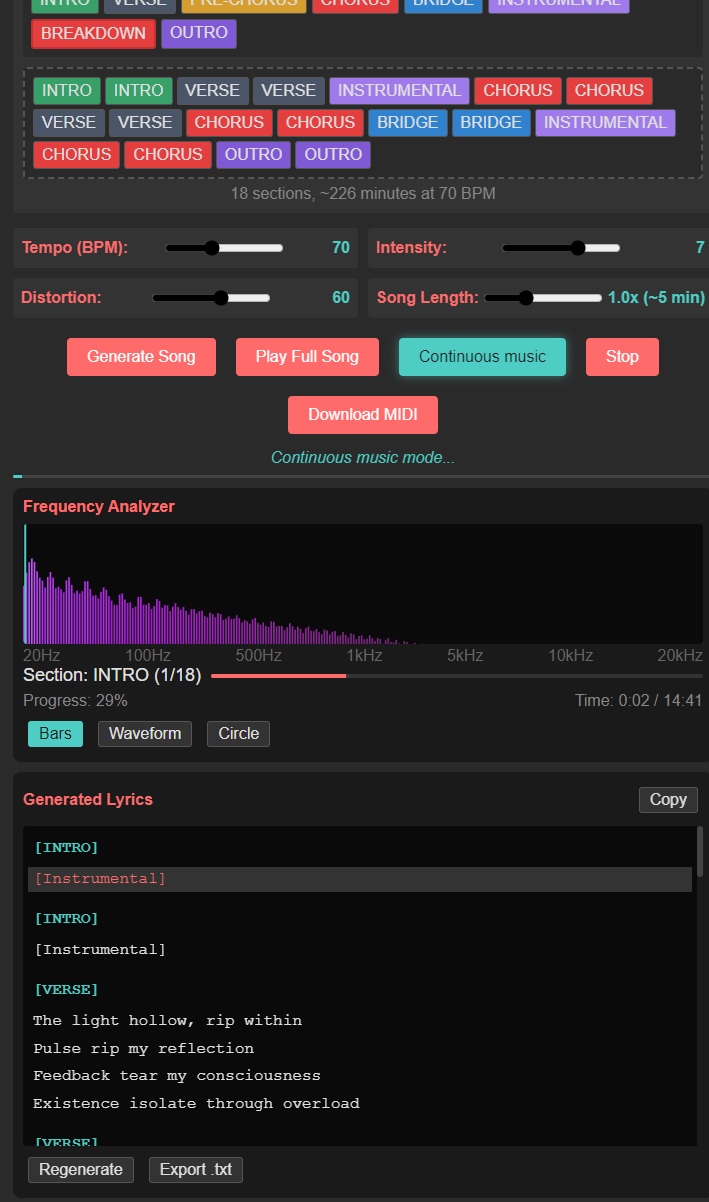 INTRO VERSE PRE-CHORUS CHORUS BRIDGE INSTRUMENTAL
BREAKDOWN OUTRO
INTRO INTRO VERSE VERSE INSTRUMENTAL CHORUS CHORUS
VERSE VERSE CHORUS CHORUS BRIDGE BRIDGE INSTRUMENTAL
CHORUS CHORUS OUTRO OUTRO
18 sections, ~226 minutes at 70 BPM
Tempo (BPM): 70 Intensity: 7
Distortion: 60 Song Length: 1.0x (~5 min)
Generate Song Play Full Song Continuous music Stop
Download MIDI
Continuous music mode...
Frequency Analyzer
20Hz 100Hz 500Hz 1kHz 5kHz 10kHz 20kHz
Section: INTRO (1/18)
Progress: 29% Time: 0:02 / 14:41
Bars Waveform Circle
Generated Lyrics Copy
[INTRO]
[Instrumental]
[INTRO]
[Instrumental]
[VERSE]
The light hollow, rip within
Pulse rip my reflection
Feedback tear my consciousness
Existence isolate through overload
[VERSE]
Regenerate Export .txt